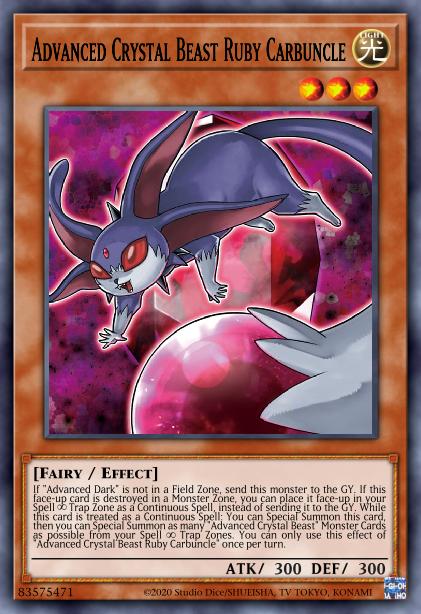 Advanced Crystal Beast Ruby Carbuncle
LIGHT
光
[Fairy / Effect]
If "Advanced Dark" is not in a Field Zone, send this monster to the GY. If this
face-up card is destroyed in a Monster Zone, you can place it face-up in your
Spell & Trap Zone as a Continuous Spell, instead of sending it to the GY. While
this card is treated as a Continuous Spell: You can Special Summon this card,
then you can Special Summon as many "Advanced Crystal Beast" Monster Cards
as possible from your Spell & Trap Zones. You can only use this effect of
"Advanced Crystal Beast Ruby Carbuncle" once per turn.
ATK/ 300 DEF/ 300
83575471
©2020 Studio Dice/SHUEISHA, TV TOKYO, KONAMI